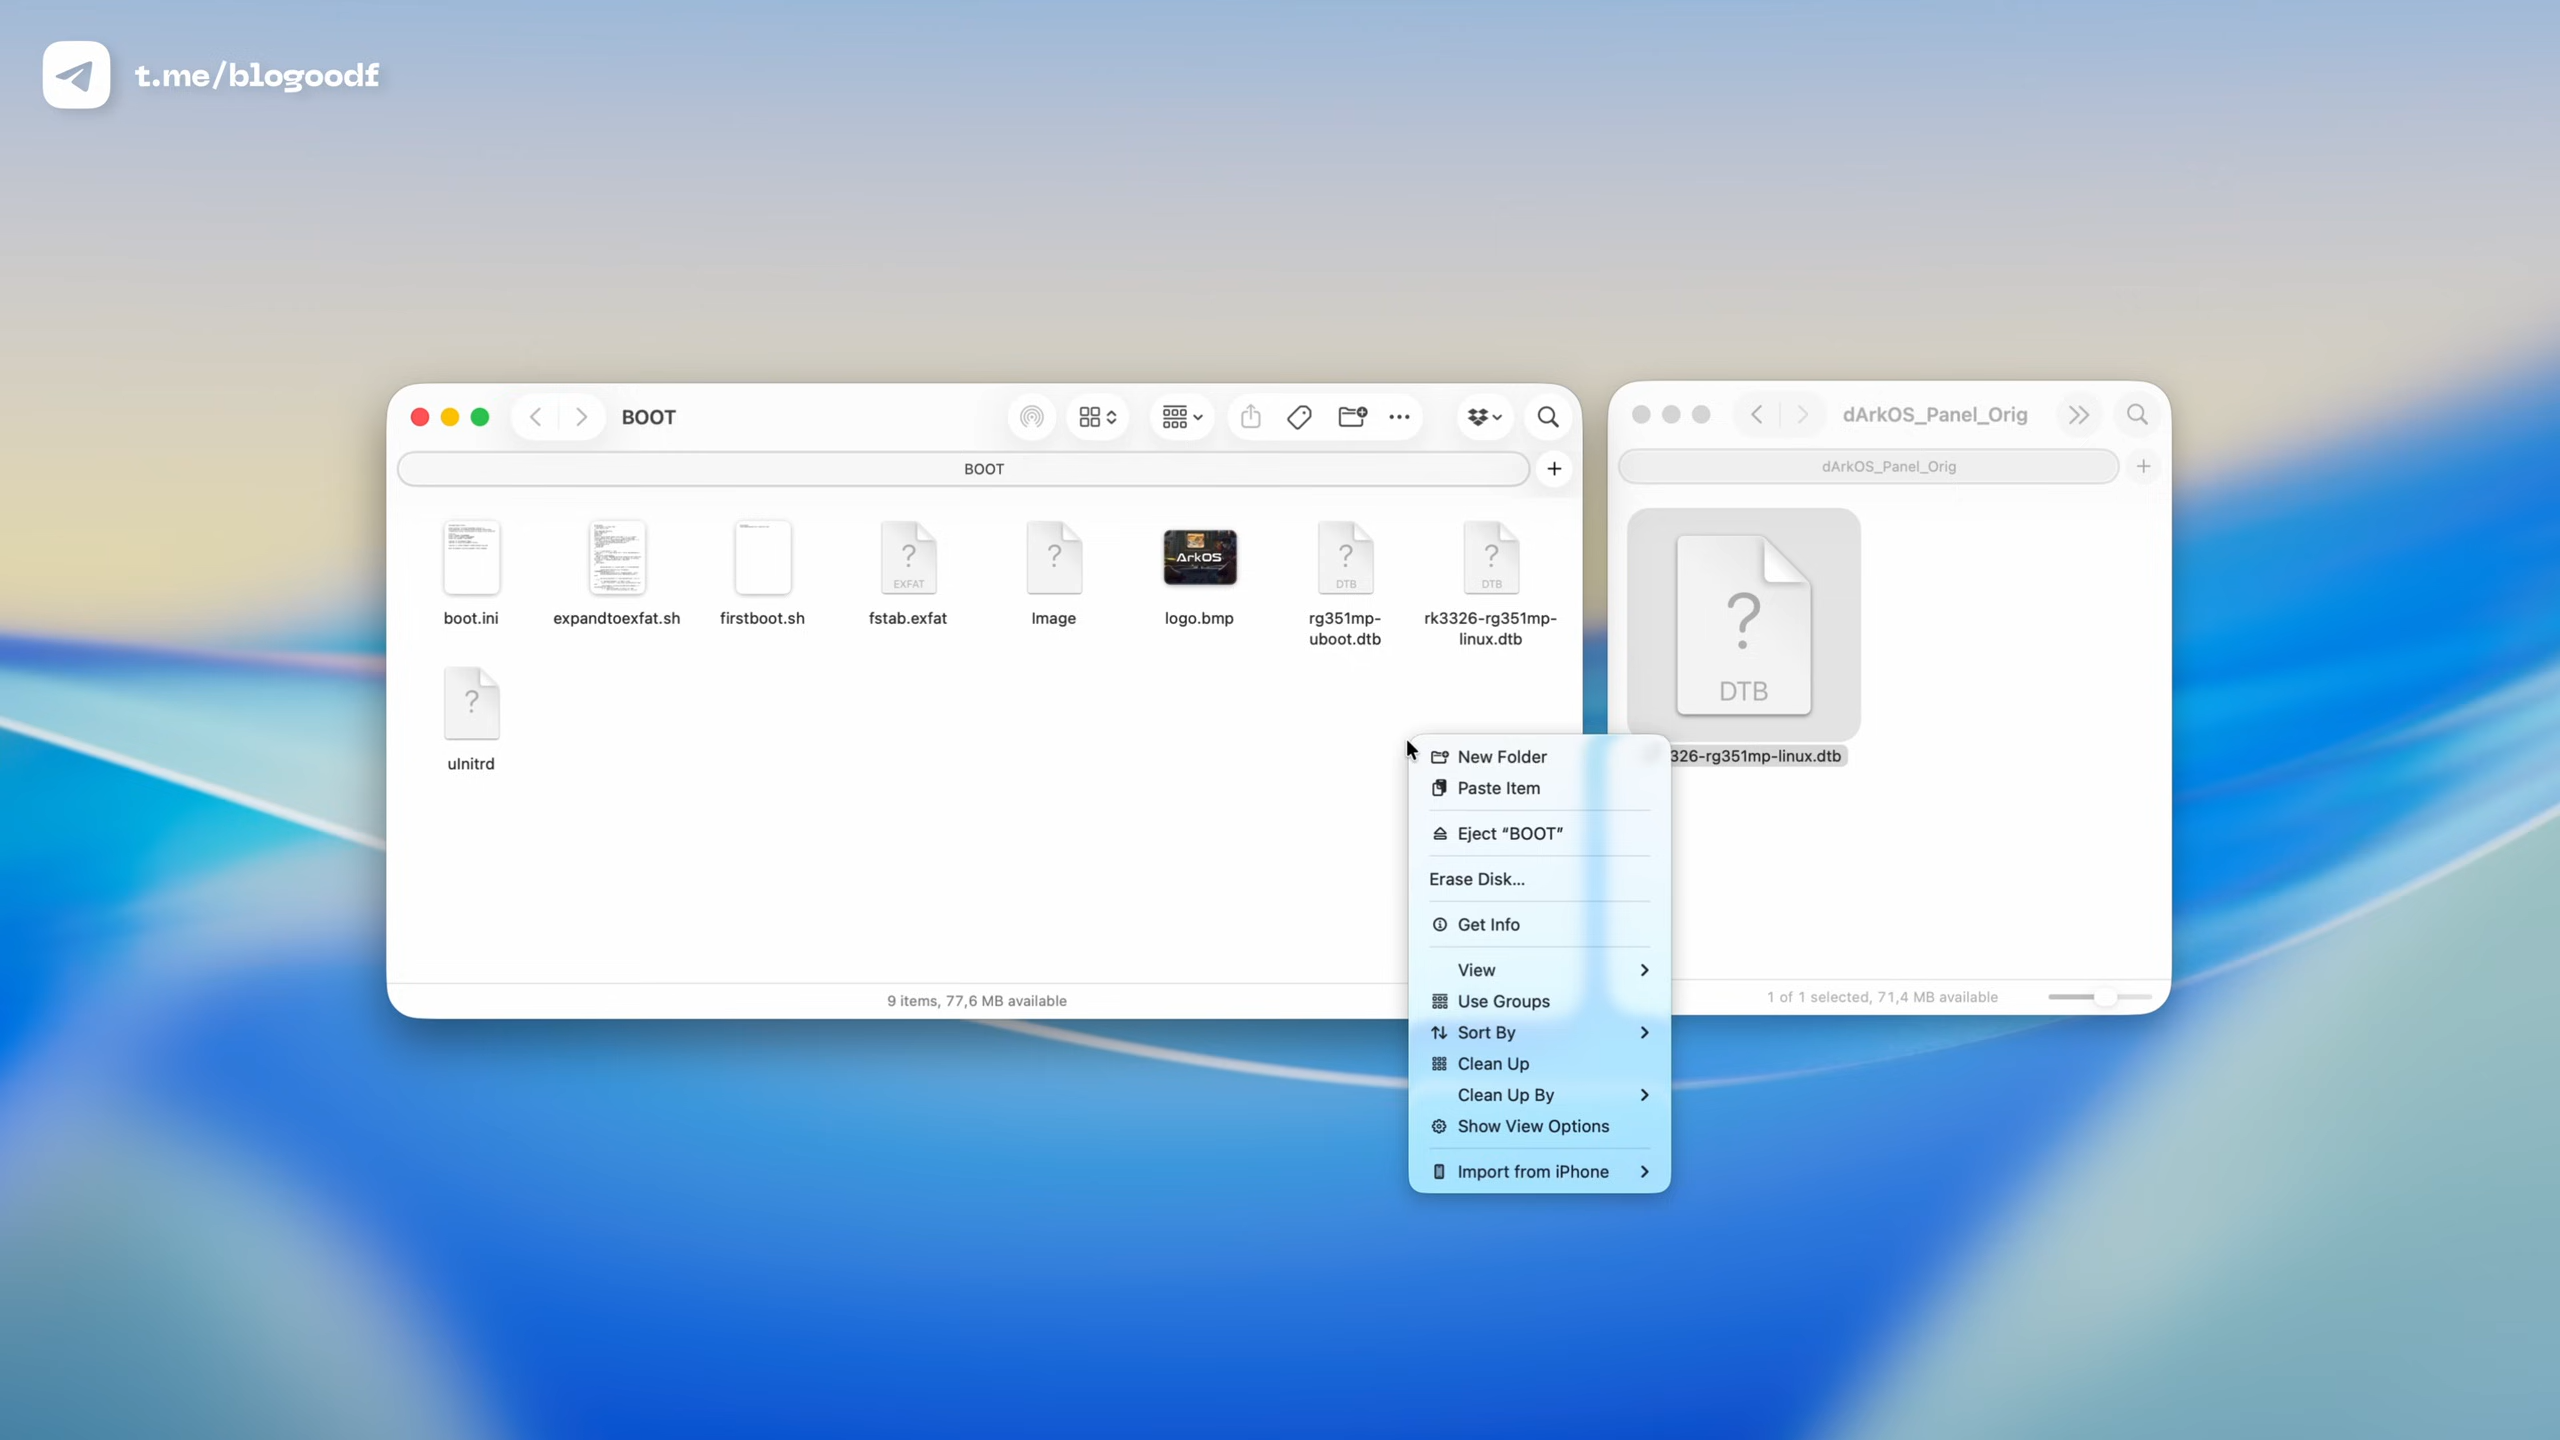 t.me/blogoodf
BOOT
BOOT
boot.ini
expandtoexfat.sh
firstboot.sh
EXFAT
fstab.exfat
Image
ArkOS
logo.bmp
DTB
rg351mp-
uboot.dtb
DTB
rk3326-rg351mp-
linux.dtb
uInitrd
9 items, 77,6 MB available
dArkOS_Panel_Orig
dArkOS_Panel_Orig
DTB
326-rg351mp-linux.dtb
1 of 1 selected, 71,4 MB available
New Folder
Paste Item
Eject “BOOT”
Erase Disk...
Get Info
View
Use Groups
Sort By
Clean Up
Clean Up By
Show View Options
Import from iPhone